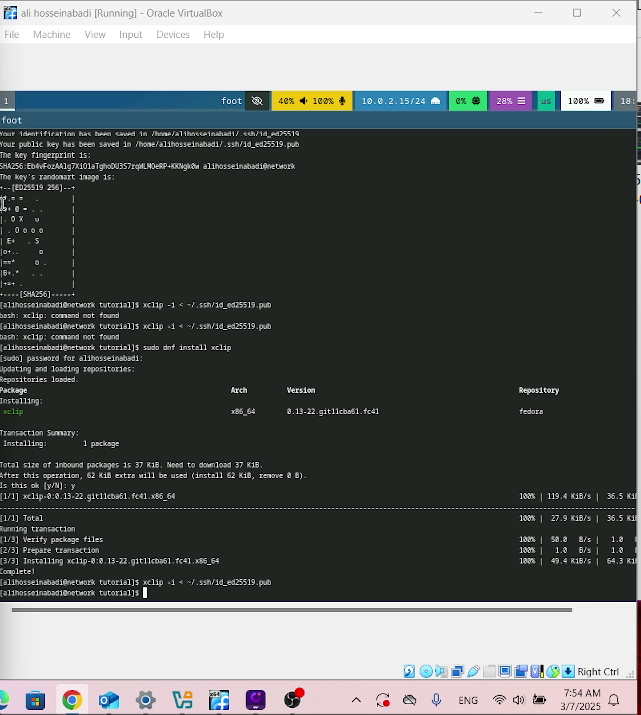 ali hosseinabadi [Running] - Oracle VirtualBox
File Machine View Input Devices Help
1 foot 40% 100% 10.0.2.15/24 0% 28% us 100% 18:
foot
Your identification has been saved in /home/alihosseinabadi/.ssh/id_ed25519
Your public key has been saved in /home/alihosseinabadi/.ssh/id_ed25519.pub
The key fingerprint is:
alihosseinabadi@network
The key's randomart image is:
+--[ED25519 256]--+
|*.= = . |
|o+ 0 = . . |
|. O X o |
| . O o o o |
| E+ . S |
|o+.. o |
|==* o . |
|B+.* . . |
|+=+ . |
+----[SHA256]-----+
[alihosseinabadi@network tutorial]$ xclip -i < ~/.ssh/id_ed25519.pub
bash: xclip: command not found
[alihosseinabadi@network tutorial]$ xclip -i < ~/.ssh/id_ed25519.pub
bash: xclip: command not found
[alihosseinabadi@network tutorial]$ sudo dnf install xclip
[sudo] password for alihosseinabadi:
Updating and loading repositories:
Repositories loaded.
Package Arch Version Repository
Installing:
xclip x86_64 0.13-22.git11cba61.fc41 fedora
Transaction Summary:
Installing: 1 package
Total size of inbound packages is 37 KiB. Need to download 37 KiB.
After this operation, 62 KiB extra will be used (install 62 KiB, remove 0 B).
Is this ok [y/N]: y
[1/1] xclip-0:0.13-22.git11cba61.fc41.x86_64 100% | 119.4 KiB/s | 36.5 Ki
[1/1] Total 100% | 27.9 KiB/s | 36.5 Ki
Running transaction
[1/3] Verify package files 100% | 50.0 B/s | 1.0
[2/3] Prepare transaction 100% | 1.0 B/s | 1.0
[3/3] Installing xclip-0:0.13-22.git11cba61.fc41.x86_64 100% | 49.4 KiB/s | 64.3 Ki
Complete!
[alihosseinabadi@network tutorial]$ xclip -i < ~/.ssh/id_ed25519.pub
[alihosseinabadi@network tutorial]$
Right Ctrl
ENG 7:54 AM
3/7/2025